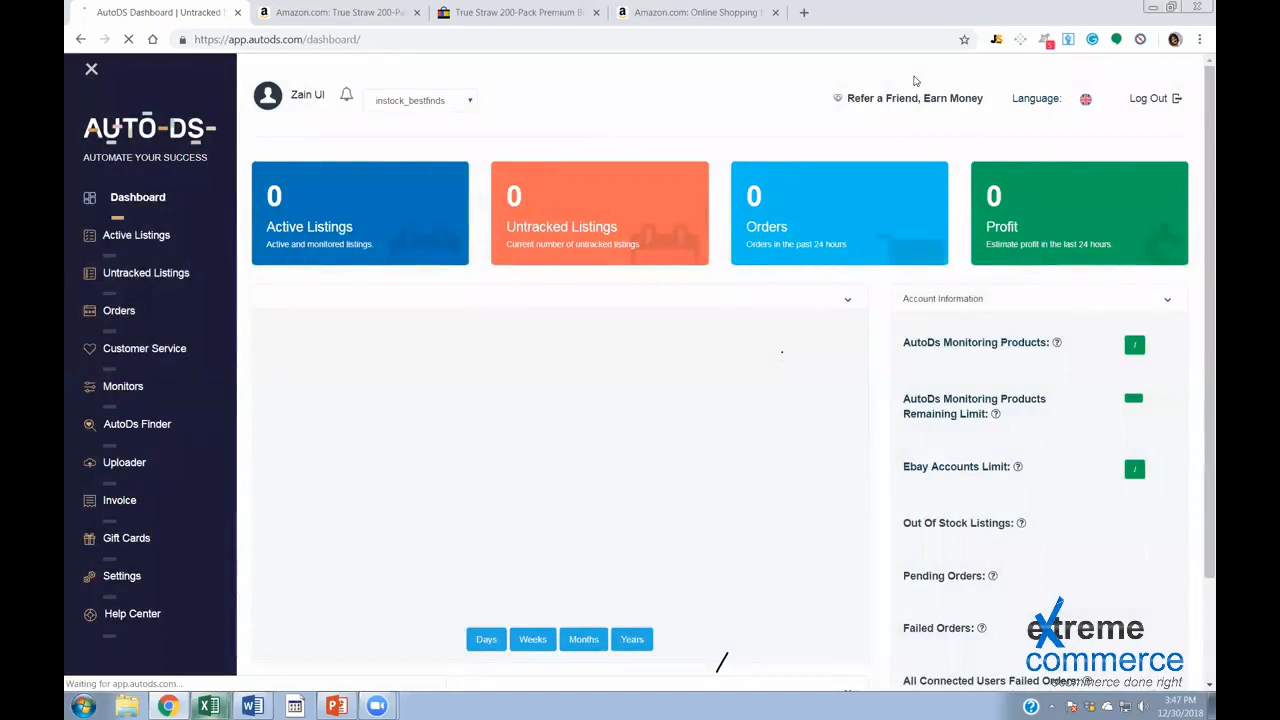 AutoDS Dashboard | Untracked
Amazon.com: True Straw 200-Pa
True Straw 200-Pack Premium B
Amazon.com: Online Shopping
https://app.autods.com/dashboard/
AUTO-DS-
AUTOMATE YOUR SUCCESS
Dashboard
Active Listings
Untracked Listings
Orders
Customer Service
Monitors
AutoDs Finder
Uploader
Invoice
Gift Cards
Settings
Help Center
Zain Ul
instock_bestfinds
Refer a Friend, Earn Money
Language:
Log Out
0
Active Listings
Active and monitored listings.
0
Untracked Listings
Current number of untracked listings
0
Orders
Orders in the past 24 hours
0
Profit
Estimate profit in the last 24 hours.
Account Information
AutoDs Monitoring Products:
/
AutoDs Monitoring Products
Remaining Limit:
Ebay Accounts Limit:
/
Out Of Stock Listings:
Pending Orders:
Failed Orders:
All Connected Users Failed Orders:
Days
Weeks
Months
Years
extreme
commerce
ecommerce done right
Waiting for app.autods.com...
3:47 PM
12/30/2018